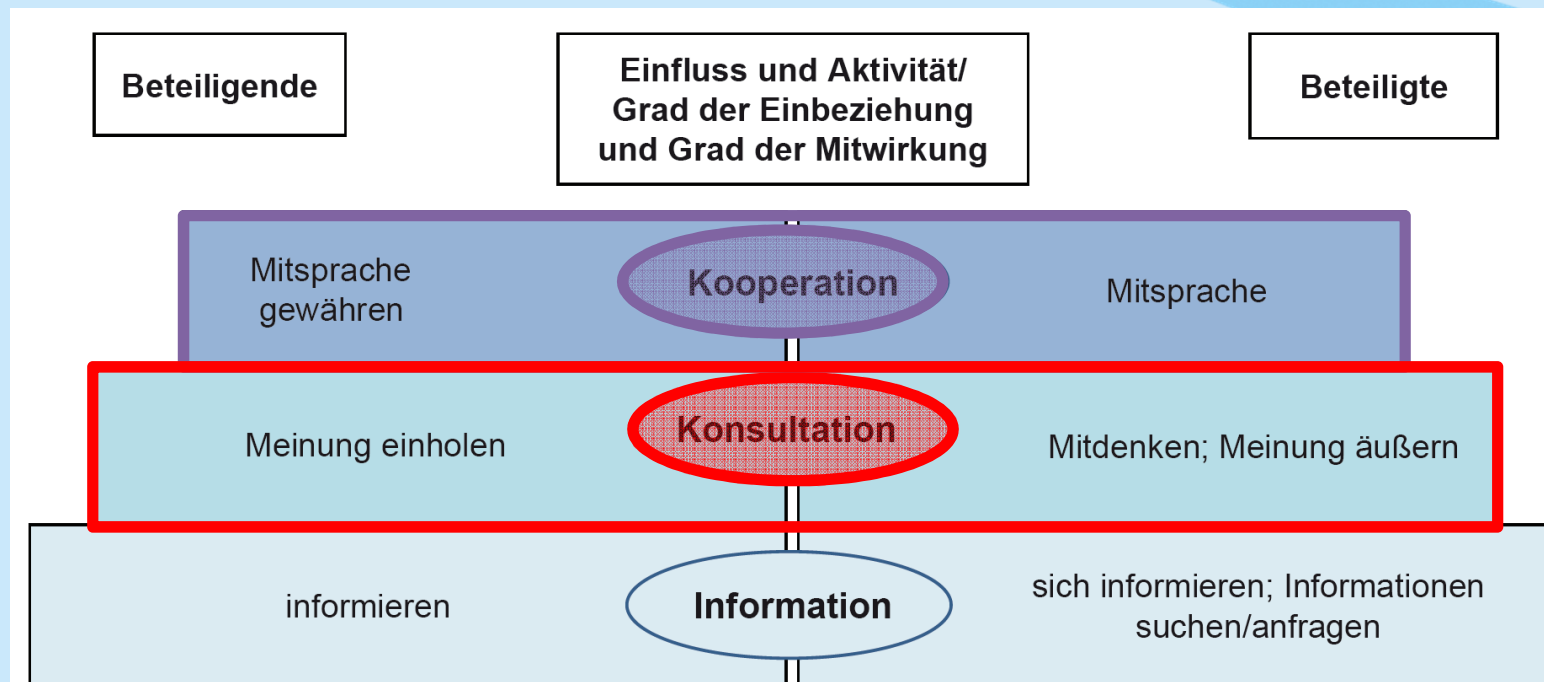 Beteiligende
Einfluss und Aktivität/
Grad der Einbeziehung
und Grad der Mitwirkung
Beteiligte
Mitsprache
gewähren
Kooperation
Mitsprache
Meinung einholen
Konsultation
Mitdenken; Meinung äußern
informieren
Information
sich informieren; Informationen
suchen/anfragen